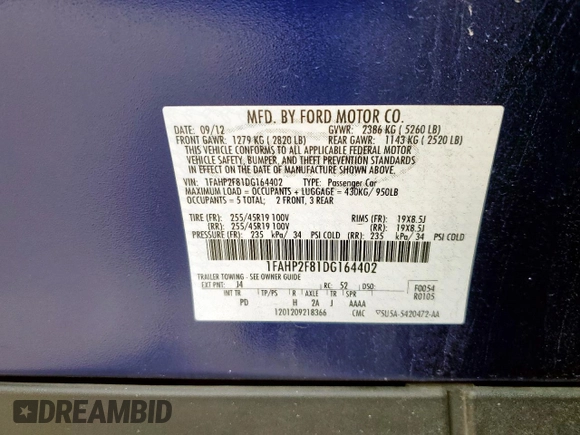 MFD. BY FORD MOTOR CO.
DATE: 09/12 GVWR: 2386 KG ( 5260 LB)
FRONT GAWR: 1279 KG ( 2820 LB) REAR GAWR: 1143 KG ( 2520 LB)
THIS VEHICLE CONFORMS TO ALL APPLICABLE FEDERAL MOTOR
VEHICLE SAFETY, BUMPER, AND THEFT PREVENTION STANDARDS
IN EFFECT ON THE DATE OF MANUFACTURE SHOWN ABOVE.
VIN: 1FAHP2F81DG164402 TYPE: Passenger Car
MAXIMUM LOAD = OCCUPANTS + LUGGAGE = 430KG/ 950LB
OCCUPANTS = 5 TOTAL: 2 FRONT, 3 REAR
TIRE (FR): 255/45R19 100V RIMS (FR): 19X8.5J
TIRE (RR): 255/45R19 100V RIMS (RR): 19X8.5J
PRESSURE (FR): 235 kPa/ 34 PSI COLD (RR): 235 kPa/ 34 PSI COLD
1FAHP2F81DG164402
TRAILER TOWING - SEE OWNER GUIDE
EXT PNT: J4 RC: 52 DSO:
F0054
R0105
INT TR TP/PS R AXLE TR SPR
PD H 2A J AAAA
1201209218366 CMC ▽5U5A-5420472-AA
DREAMBID